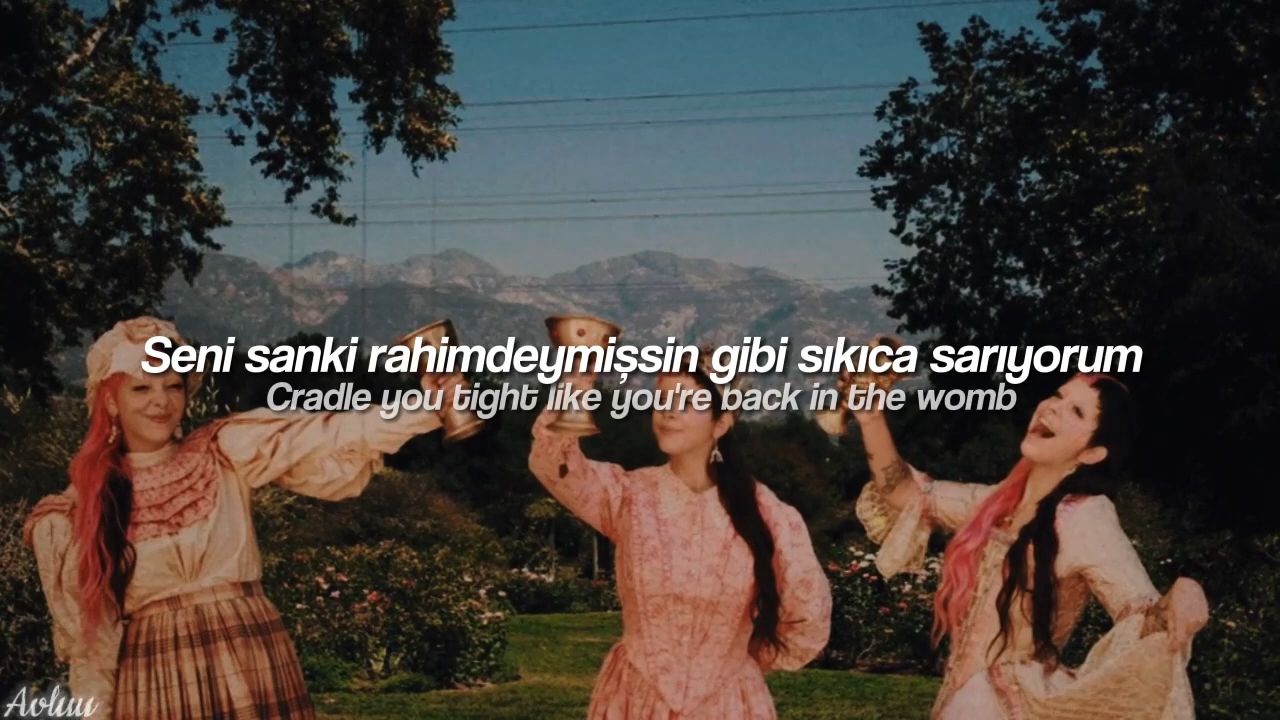 Seni sanki rahimdeymişsin gibi sıkıca sarıyorum
Cradle you tight like you're back in the womb
Avluu